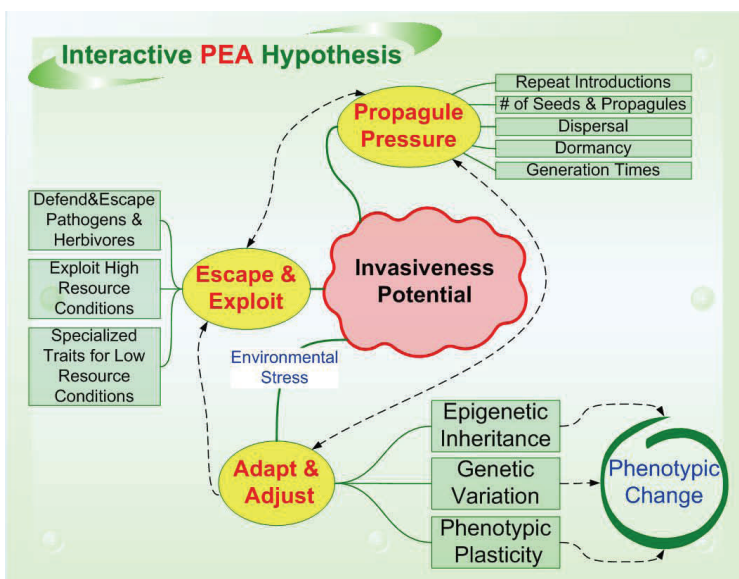 Interactive PEA Hypothesis
Propagule
Pressure
Repeat Introductions
# of Seeds & Propagules
Dispersal
Dormancy
Generation Times
Defend&Escape
Pathogens &
Herbivores
Exploit High
Resource
Conditions
Specialized
Traits for Low
Resource
Conditions
Escape &
Exploit
Invasiveness
Potential
Environmental
Stress
Adapt &
Adjust
Epigenetic
Inheritance
Genetic
Variation
Phenotypic
Plasticity
Phenotypic
Change